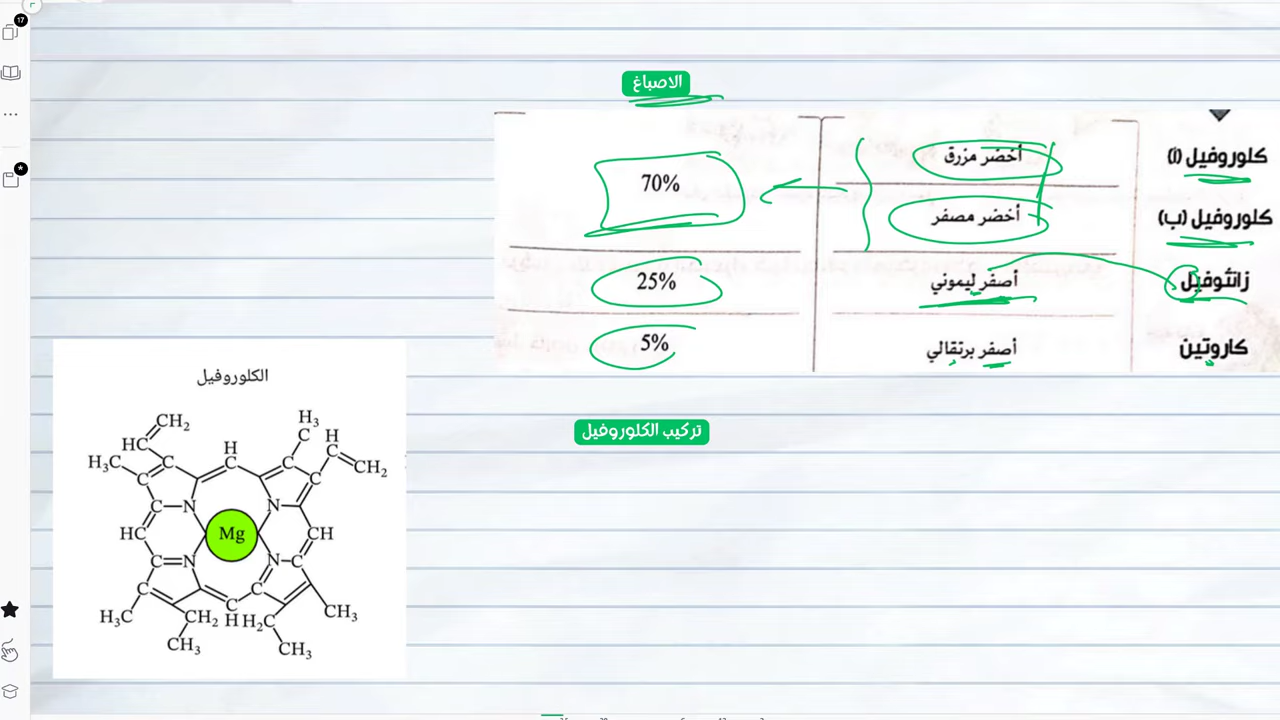 17
الاصباغ
كلوروفيل (أ) أخضر مزرق
70%
كلوروفيل (ب) أخضر مصفر
زانثوفيل أصفر ليموني 25%
كاروتين أصفر برتقالي 5%
تركيب الكلوروفيل
الكلوروفيل
CH2 H3
HC H C H
H3C C C CH2
C C
C N N
HC Mg CH
C N N C
C C
H3C CH2 C H H2C CH3
CH3 CH3